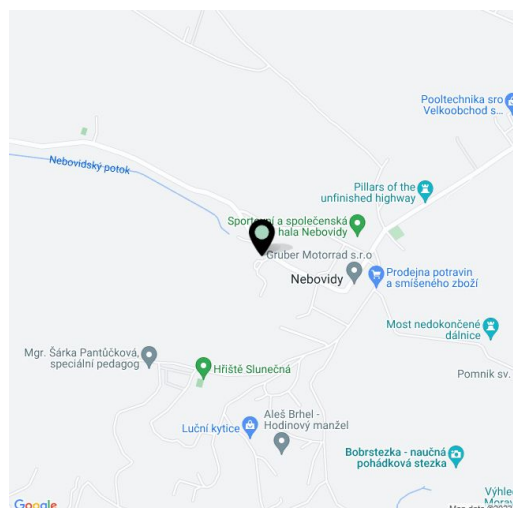 Pooltechnika sro
Velkoobchod s...
Nebovidský potok
Pillars of the
unfinished highway
Sportovní a společenská
hala Nebovidy
Gruber Motorrad s.r.o
Nebovidy
Prodejna potravin
a smíšeného zboží
Most nedokončené
dálnice
Mgr. Šárka Pantůčková,
speciální pedagog
Hřiště Slunečná
Pomník sv.
Aleš Brhel -
Hodinový manžel
Luční kytice
Bobrstezka - naučná
pohádková stezka
Google
Map data